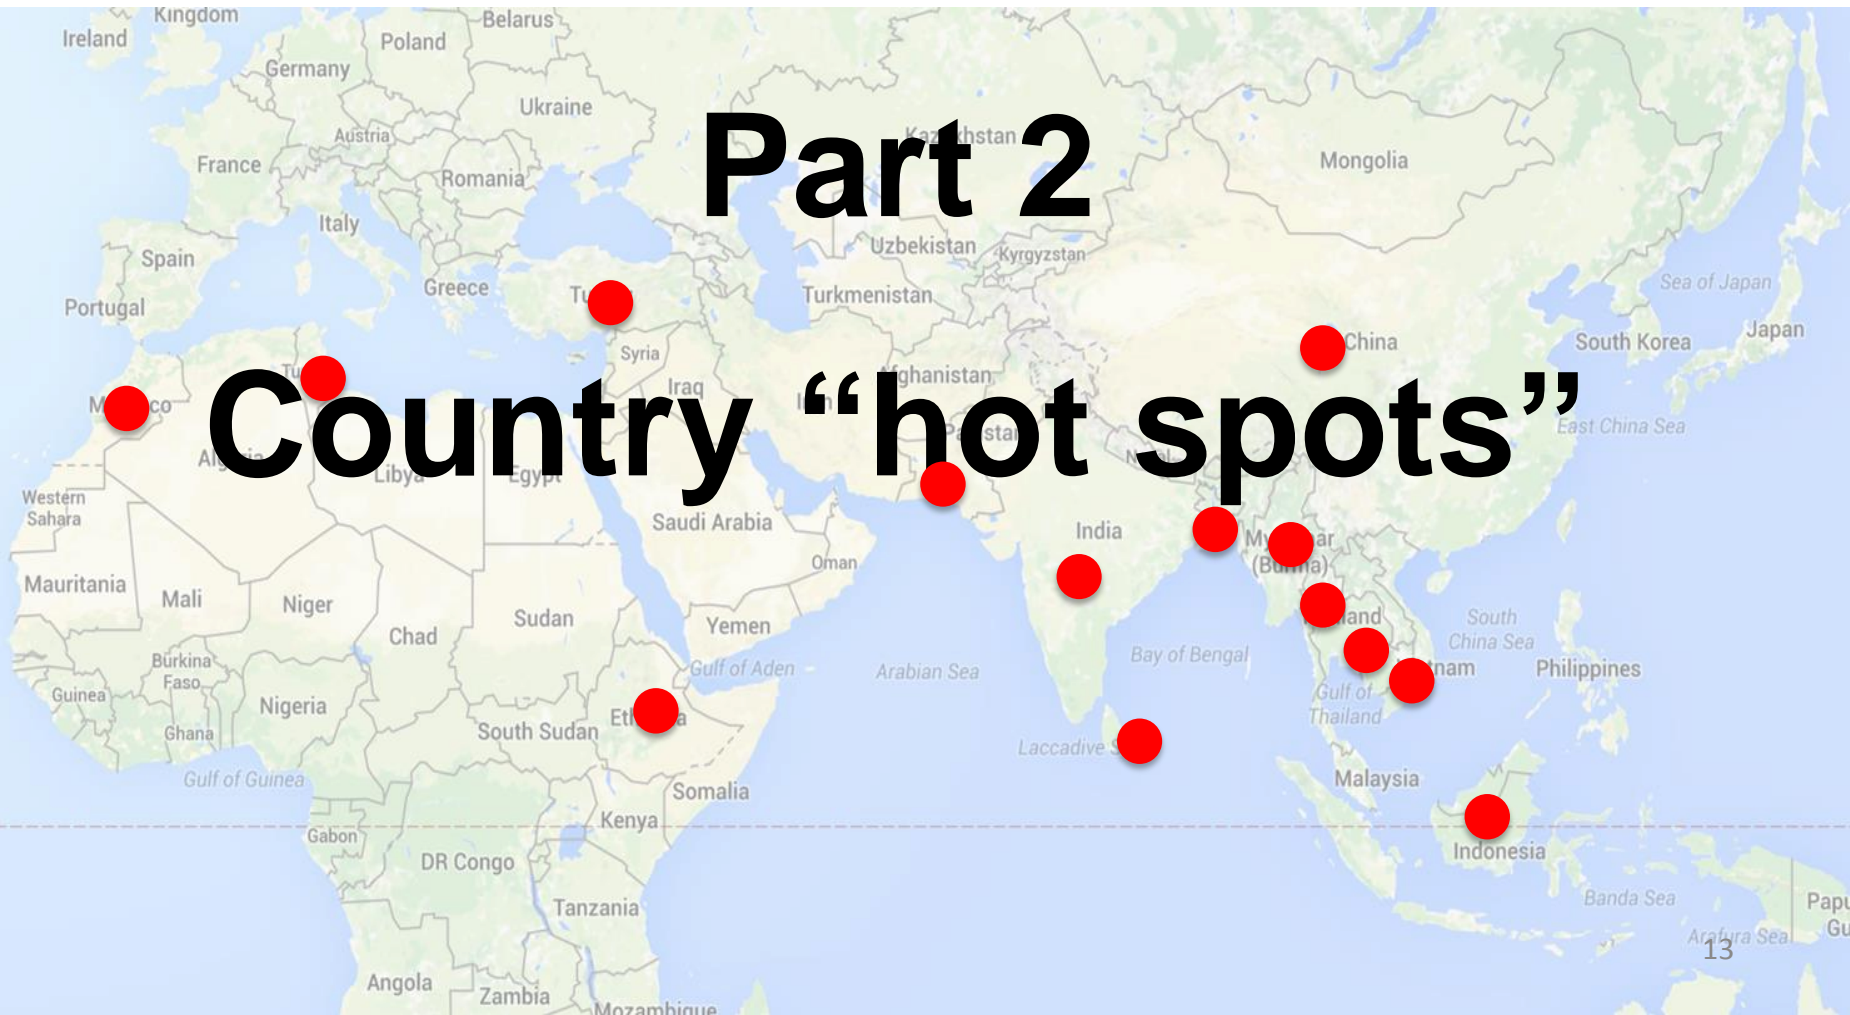 Kingdom
Belarus
Ireland
Poland
Germany
Ukraine
Part 2
Austria
France
Mongolia
Romania
Italy
Uzbekistan
Kyrgyzstan
Spain
Greece
Sea of Japan
Turkmenistan
Portugal
Japan
China
South Korea
Syria
Afghanistan
Iraq
Country “hot spots”
East China Sea
Libya
Egypt
Western
Sahara
Saudi Arabia
India
Oman
(Burma)
Mauritania
Mali
Niger
Sudan
South
China Sea
Yemen
Chad
Bay of Bengal
Burkina
Faso
Gulf of Aden
Arabian Sea
Philippines
Guinea
Gulf of
Thailand
Nigeria
South Sudan
Ghana
Laccadive
Gulf of Guinea
Malaysia
Somalia
Kenya
Gabon
Indonesia
DR Congo
Banda Sea
Tanzania
Arafura Sea
13
Angola
Zambia
Mozambique